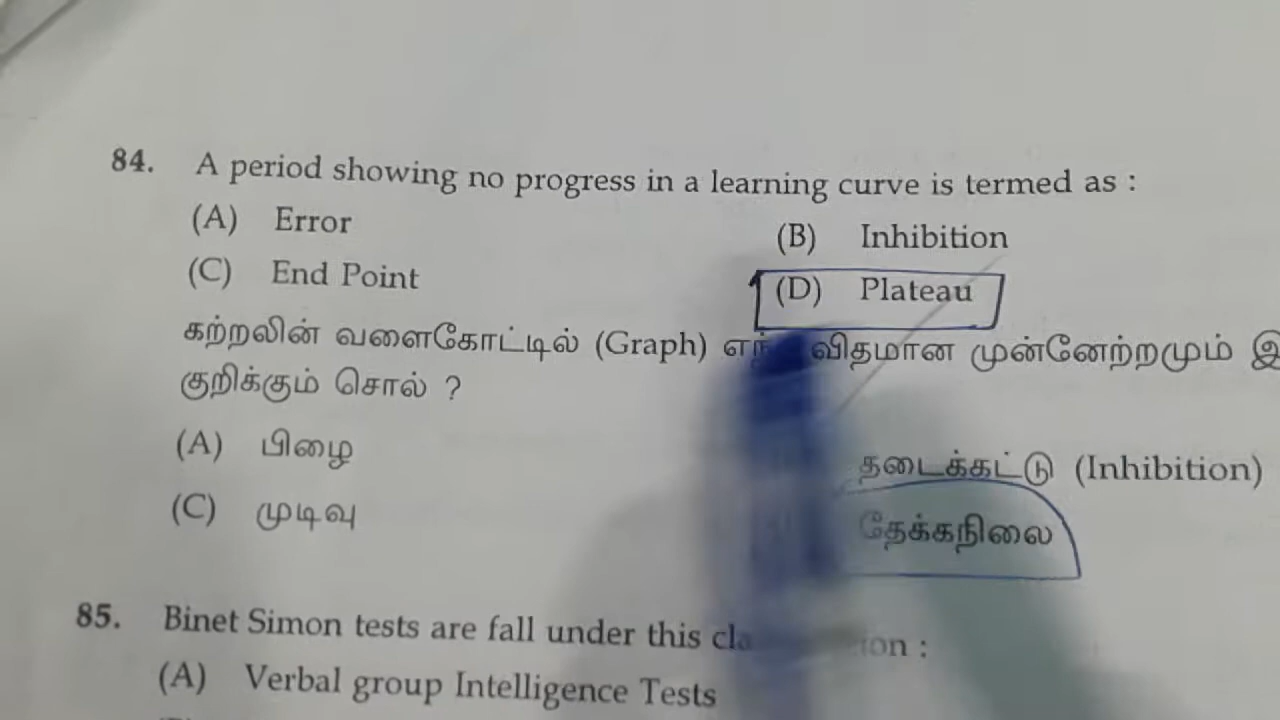 84. A period showing no progress in a learning curve is termed as :
(A) Error
(B) Inhibition
(C) End Point
(D) Plateau
கற்றலின் வளைகோட்டில் (Graph) விதமான முன்னேற்றமும்
குறிக்கும் சொல் ?
(A) பிழை
தடைக்கட்டு (Inhibition)
(C) முடிவு
தேக்கநிலை
85. Binet Simon tests are fall under this :
(A) Verbal group Intelligence Tests